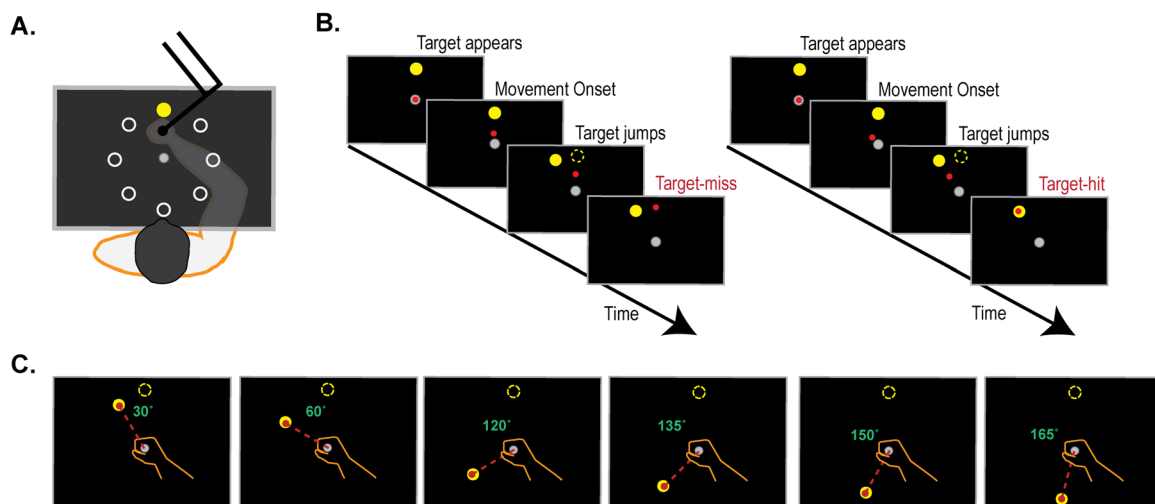 A.
B.
Target appears
Movement Onset
Target jumps
Target-miss
Time
Target appears
Movement Onset
Target jumps
Target-hit
Time
C.
30°
60°
120°
135°
150°
165°